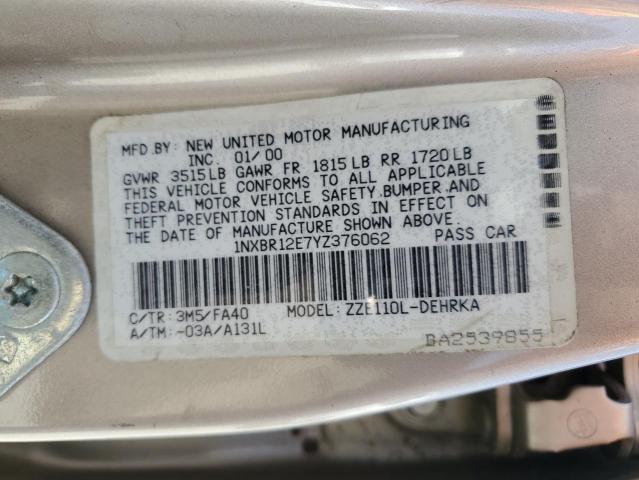 MFD.BY: NEW UNITED MOTOR MANUFACTURING
INC. 01/00
GVWR 3515LB GAWR FR 1815LB RR 1720LB
THIS VEHICLE CONFORMS TO ALL APPLICABLE
FEDERAL MOTOR VEHICLE SAFETY,BUMPER,AND
THEFT PREVENTION STANDARDS IN EFFECT ON
THE DATE OF MANUFACTURE SHOWN ABOVE.
1NXBR12E7YZ376062 PASS CAR
C/TR: 3M5/FA40 MODEL: ZZE110L-DEHRKA
A/TM: -03A/A131L
BA2539855